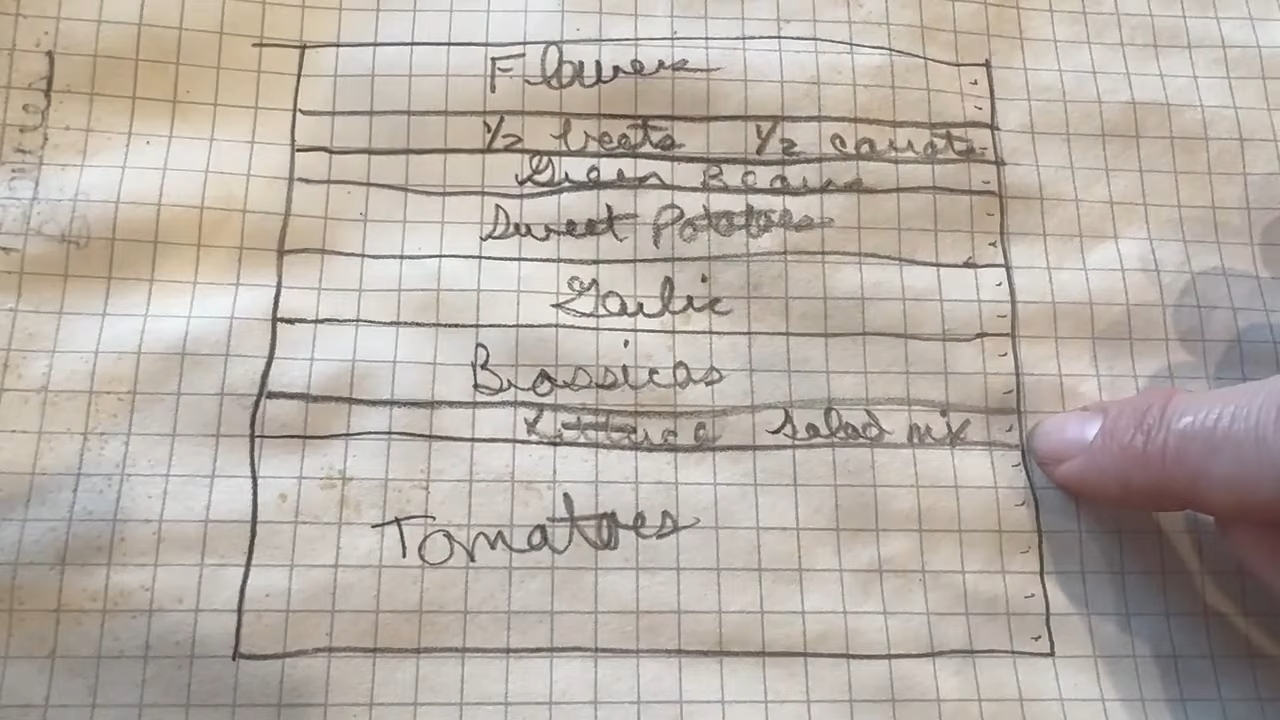 Flowers
1/2 beets 1/2 carrots
Green Beans
Sweet Potatoes
Garlic
Brassicas
Lettuce Salad mix
Tomatoes